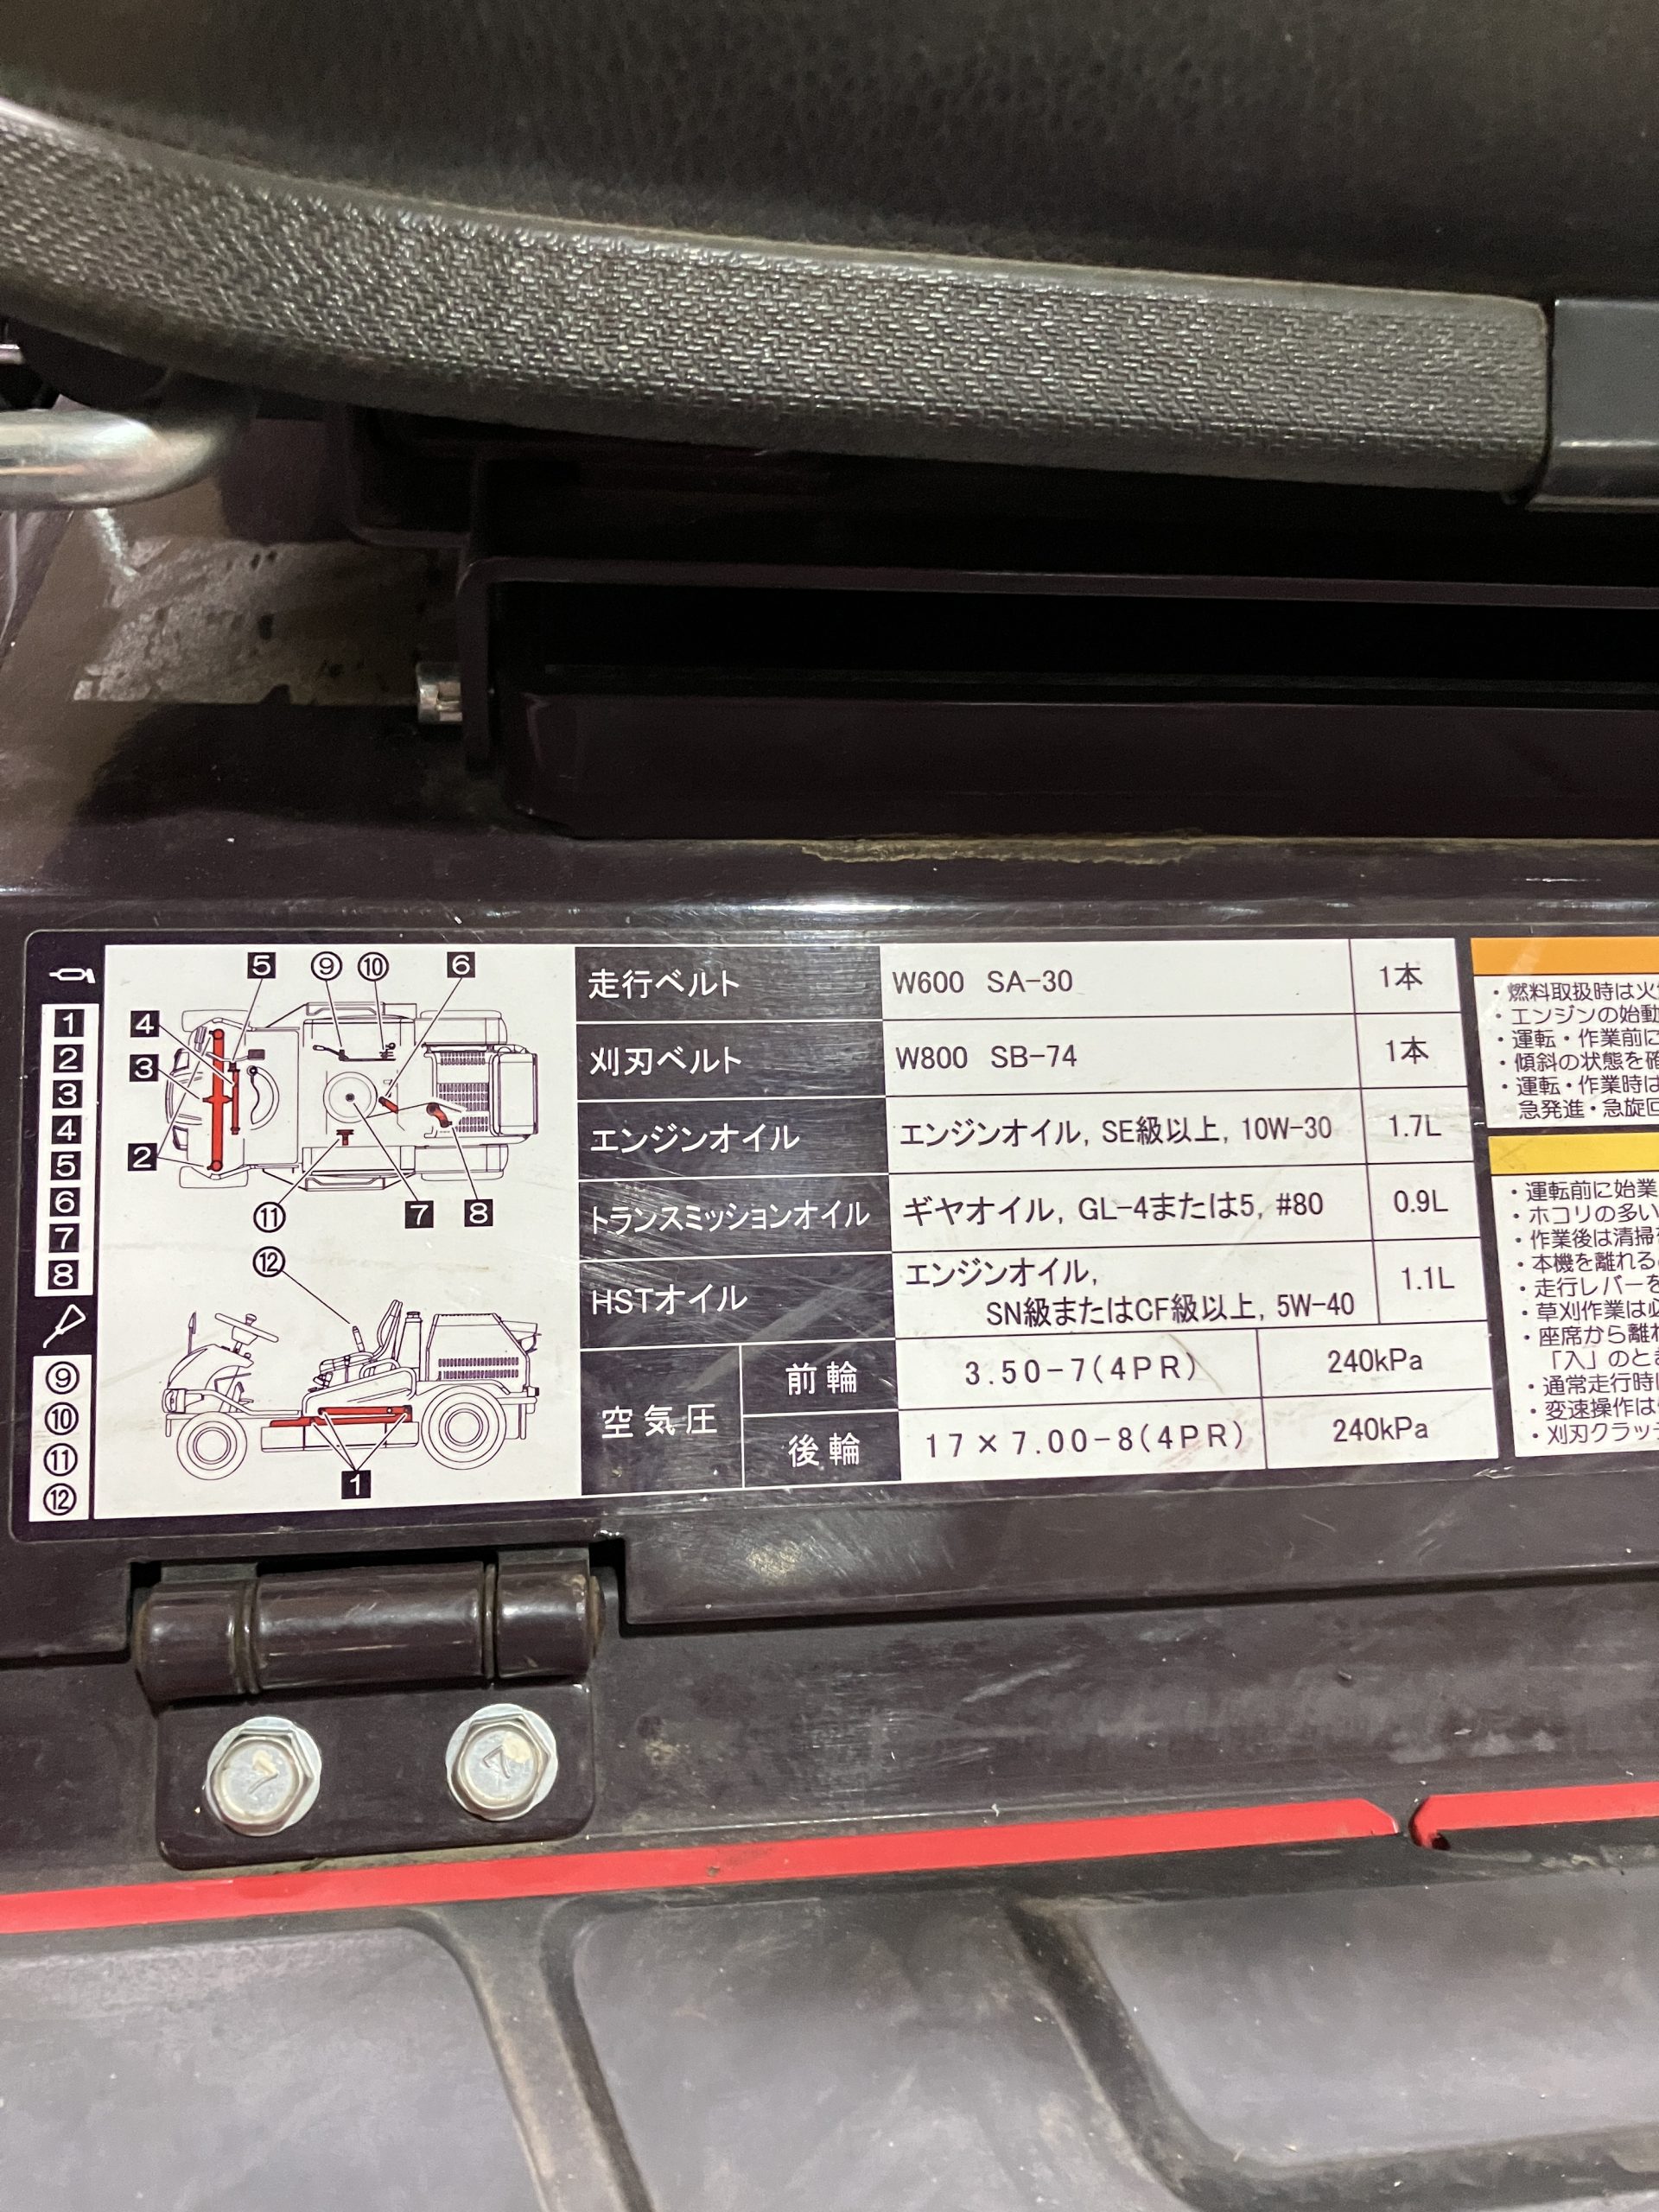 5 ⑨ ⑩ 6
4
3
2
⑪ 7 8
⑫
1
1
2
3
4
5
6
7
8
⑨
⑩
⑪
⑫
走行ベルト W600 SA-30 1本
刈刃ベルト W800 SB-74 1本
エンジンオイル エンジンオイル, SE級以上, 10W-30 1.7L
トランスミッションオイル ギヤオイル, GL-4または5, #80 0.9L
HSTオイル エンジンオイル,
SN級またはCF級以上, 5W-40 1.1L
空気圧 前輪 3.50-7(4PR) 240kPa
後輪 17×7.00-8(4PR) 240kPa
・燃料取扱時は火
・エンジンの始動
・運転・作業前に
・傾斜の状態を確
・運転・作業時は
急発進・急旋回
・運転前に始業
・ホコリの多い
・作業後は清掃
・本機を離れる
・走行レバーを
・草刈作業は必
・座席から離れ
「入」のとき
・通常走行時
・変速操作は
・刈刃クラッチ
7 7